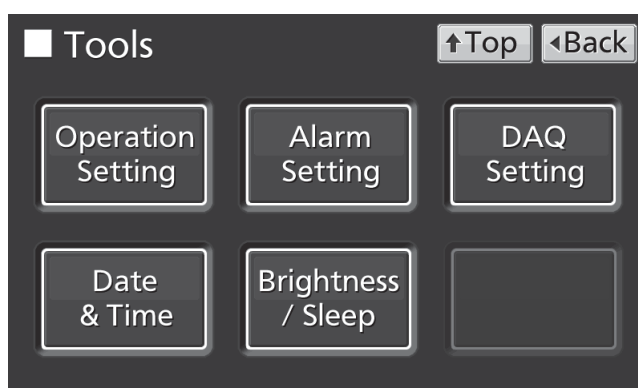 Tools
Top
Back
Operation
Setting
Alarm
Setting
DAQ
Setting
Date
& Time
Brightness
/ Sleep